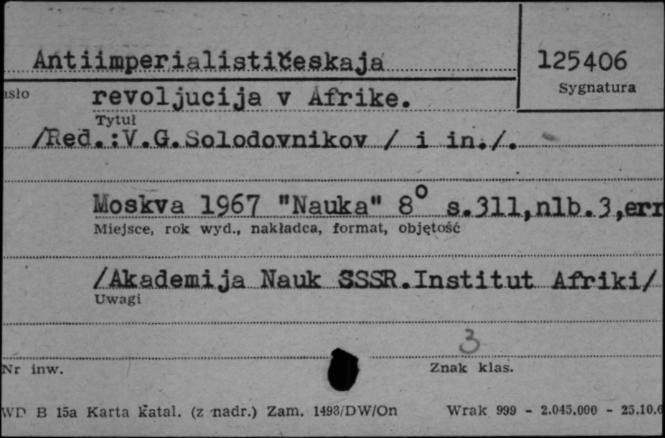 Antiimperialističeskaja
125406
Sygnatura
revoljucija v Afrike.
Tytuł
/Red.:V.G.Solodovnikov / i in./.
Moskva 1967 "Nauka" 8° s.311,nlb.3,err
Miejsce, rok wyd., nakładca, format, objętość
/Akademija Nauk SSSR.Institut Afriki/
Uwagi
3
Nr inw.
Znak klas.
WD B 15a Karta katal. (z nadr.) Zam. 1493/DW/On Wrak 999 - 2.045.000 - 25.10.6